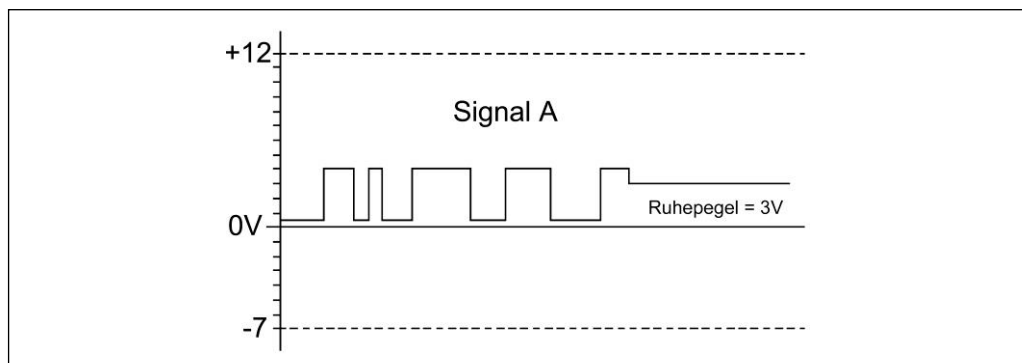 +12
Signal A
Ruhepegel = 3V
0V
-7